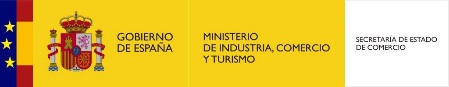 GOBIERNO
DE ESPAÑA
MINISTERIO
DE INDUSTRIA, COMERCIO
Y TURISMO
SECRETARÍA DE ESTADO
DE COMERCIO